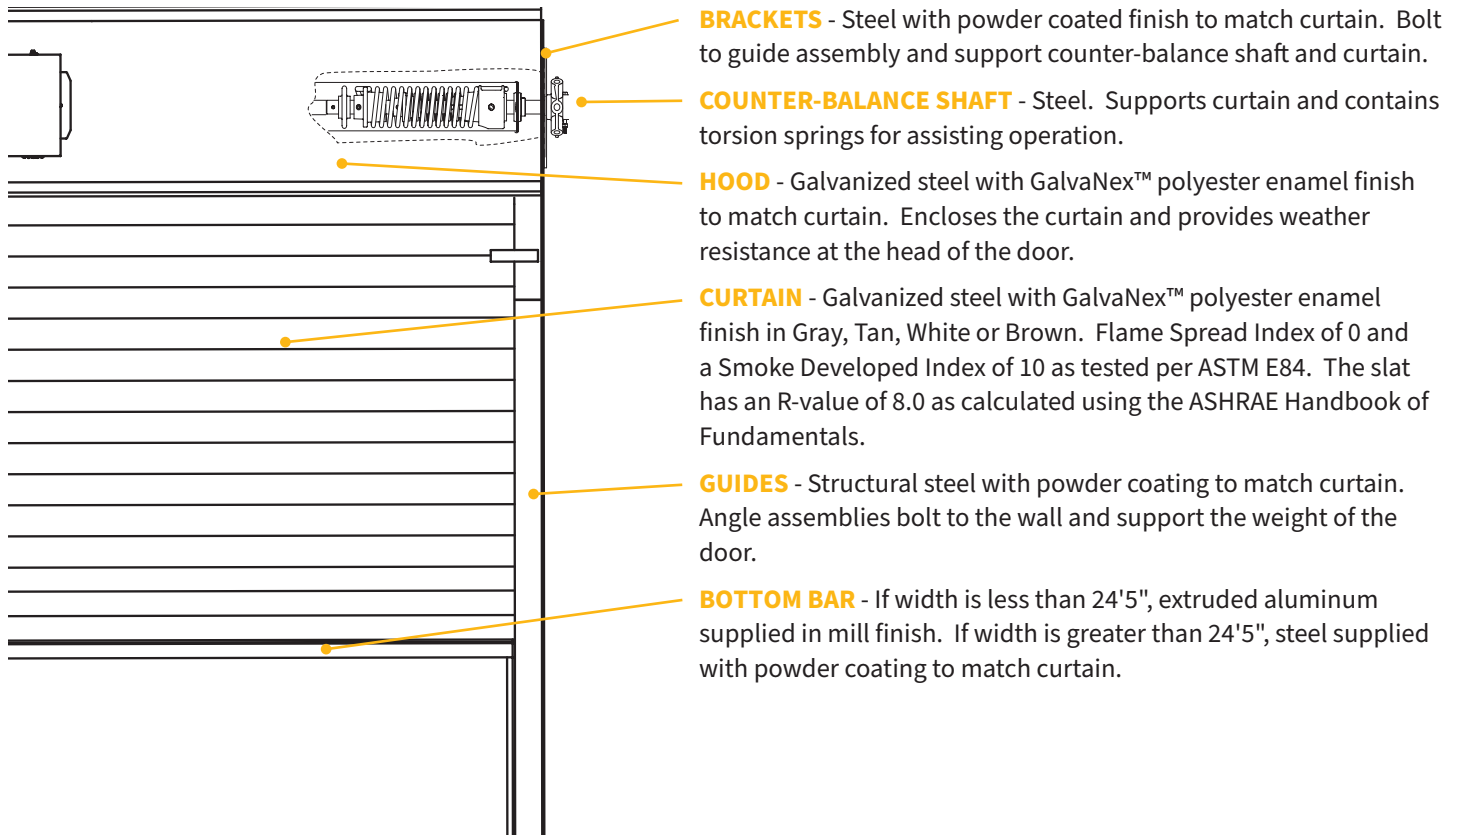 BRACKETS - Steel with powder coated finish to match curtain.  Bolt
to guide assembly and support counter-balance shaft and curtain.
COUNTER-BALANCE SHAFT - Steel.  Supports curtain and contains
torsion springs for assisting operation.
HOOD - Galvanized steel with GalvaNex™ polyester enamel finish
to match curtain.  Encloses the curtain and provides weather
resistance at the head of the door.
CURTAIN - Galvanized steel with GalvaNex™ polyester enamel
finish in Gray, Tan, White or Brown.  Flame Spread Index of 0 and
a Smoke Developed Index of 10 as tested per ASTM E84.  The slat
has an R-value of 8.0 as calculated using the ASHRAE Handbook of
Fundamentals.
GUIDES - Structural steel with powder coating to match curtain.
Angle assemblies bolt to the wall and support the weight of the
door.
BOTTOM BAR - If width is less than 24'5", extruded aluminum
supplied in mill finish.  If width is greater than 24'5", steel supplied
with powder coating to match curtain.